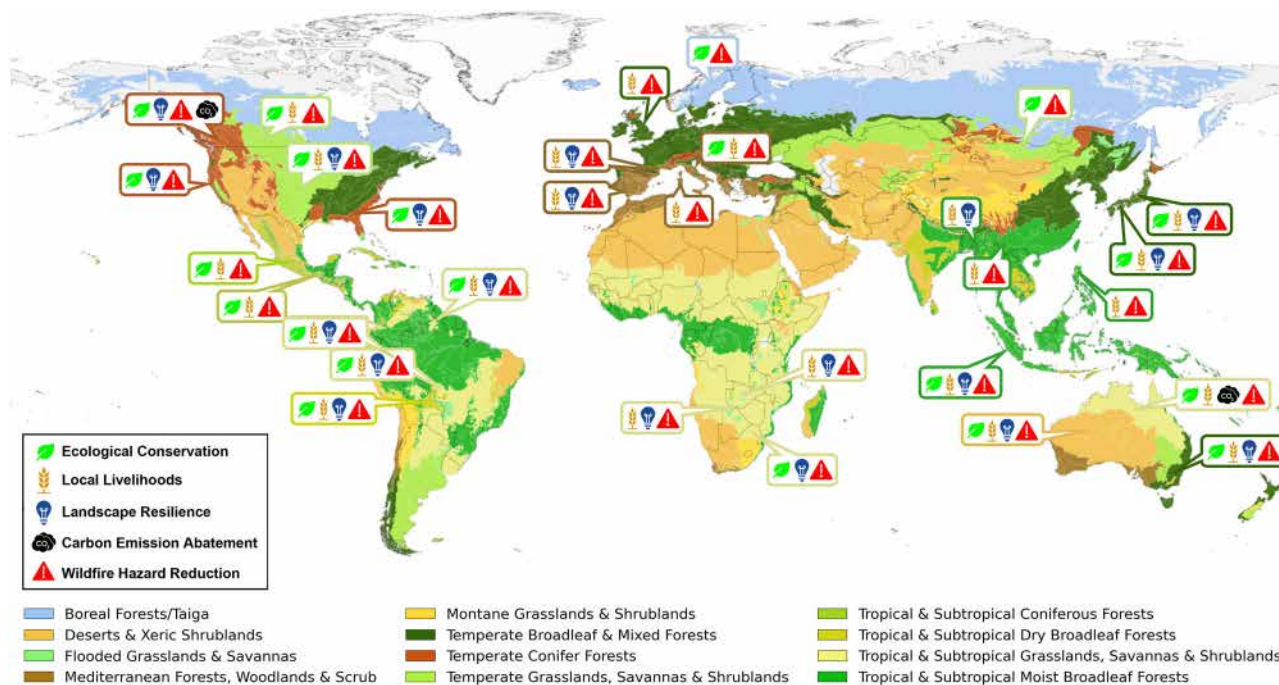 Ecological Conservation
Local Livelihoods
Landscape Resilience
CO₂ Carbon Emission Abatement
Wildfire Hazard Reduction
Boreal Forests/Taiga
Deserts & Xeric Shrublands
Flooded Grasslands & Savannas
Mediterranean Forests, Woodlands & Scrub
Montane Grasslands & Shrublands
Temperate Broadleaf & Mixed Forests
Temperate Conifer Forests
Temperate Grasslands, Savannas & Shrublands
Tropical & Subtropical Coniferous Forests
Tropical & Subtropical Dry Broadleaf Forests
Tropical & Subtropical Grasslands, Savannas & Shrublands
Tropical & Subtropical Moist Broadleaf Forests